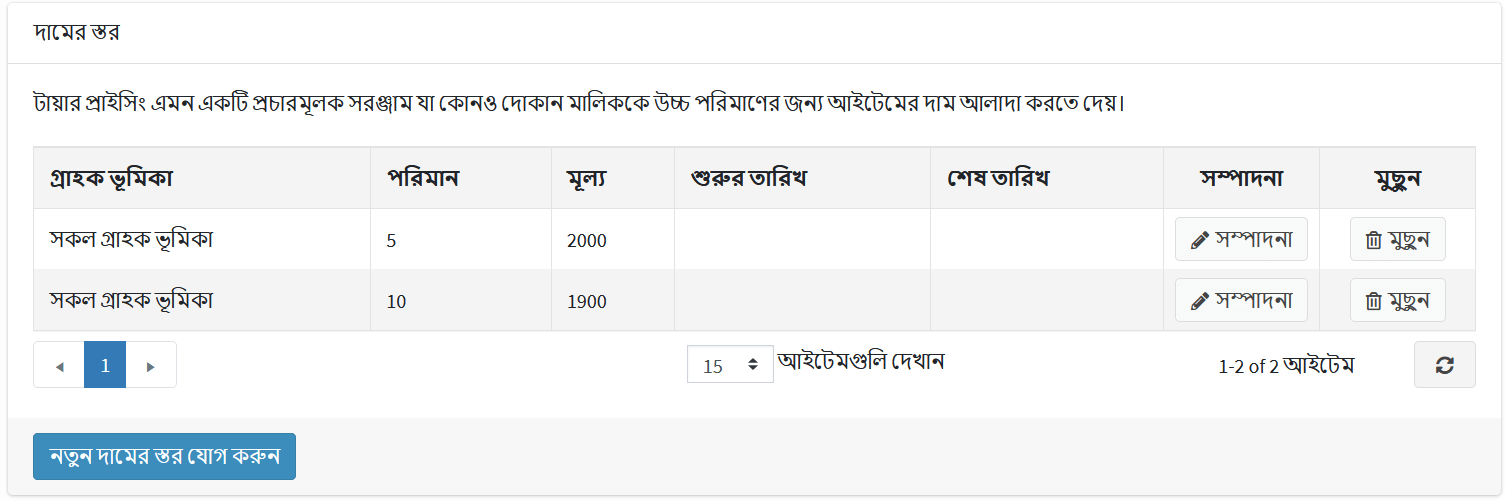 দামের স্তর
টায়ার প্রাইসিং এমন একটি প্রচারমূলক সরঞ্জাম যা কোনও দোকান মালিককে উচ্চ পরিমাণের জন্য আইটেমের দাম আলাদা করতে দেয়।
গ্রাহক ভূমিকা পরিমান মূল্য শুরুর তারিখ শেষ তারিখ সম্পাদনা মুছুন
সকল গ্রাহক ভূমিকা 5 2000 সম্পাদনা মুছুন
সকল গ্রাহক ভূমিকা 10 1900 সম্পাদনা মুছুন
1 15 আইটেমগুলি দেখান 1-2 of 2 আইটেম
নতুন দামের স্তর যোগ করুন